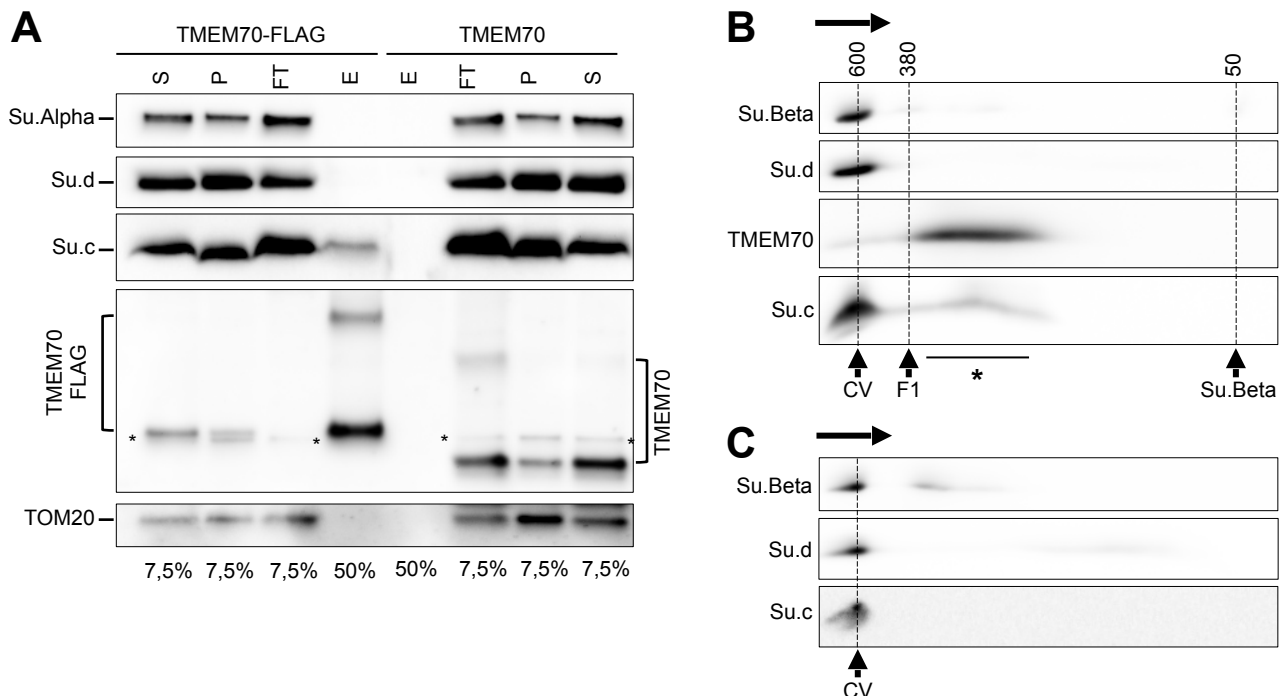 A
TMEM70-FLAG TMEM70
S P FT E E FT P S
Su.Alpha
Su.d
Su.c
TMEM70
FLAG
* * * *
TMEM70
TOM20
7,5% 7,5% 7,5% 50% 50% 7,5% 7,5% 7,5%
B
600 380 50
Su.Beta
Su.d
TMEM70
Su.c
CV F1 * Su.Beta
C
Su.Beta
Su.d
Su.c
CV